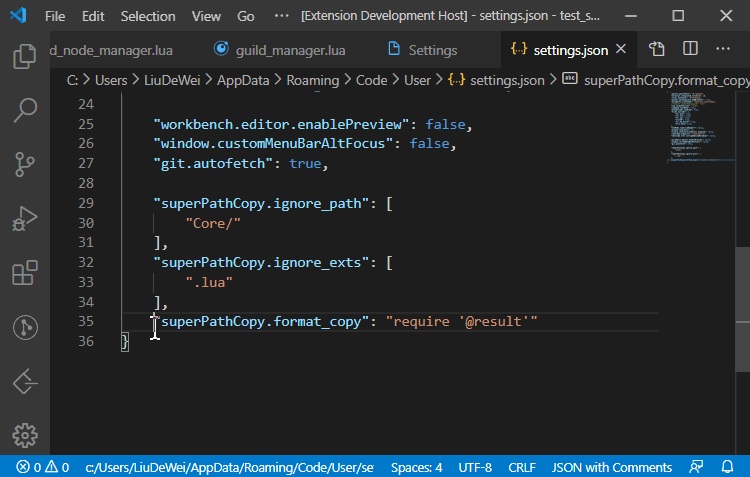 File Edit Selection View Go ··· [Extension Development Host] - settings.json - test_s...
d_node_manager.lua guild_manager.lua Settings {..} settings.json ···
C: > Users > LiuDeWei > AppData > Roaming > Code > User > {..} settings.json > abc superPathCopy.format_copy
24
25 "workbench.editor.enablePreview": false,
26 "window.customMenuBarAltFocus": false,
27 "git.autofetch": true,
28
29 "superPathCopy.ignore_path": [
30 "Core/"
31 ],
32 "superPathCopy.ignore_exts": [
33 ".lua"
34 ],
35 "superPathCopy.format_copy": "require '@result'"
36 }
0 0 c:/Users/LiuDeWei/AppData/Roaming/Code/User/se Spaces: 4 UTF-8 CRLF JSON with Comments